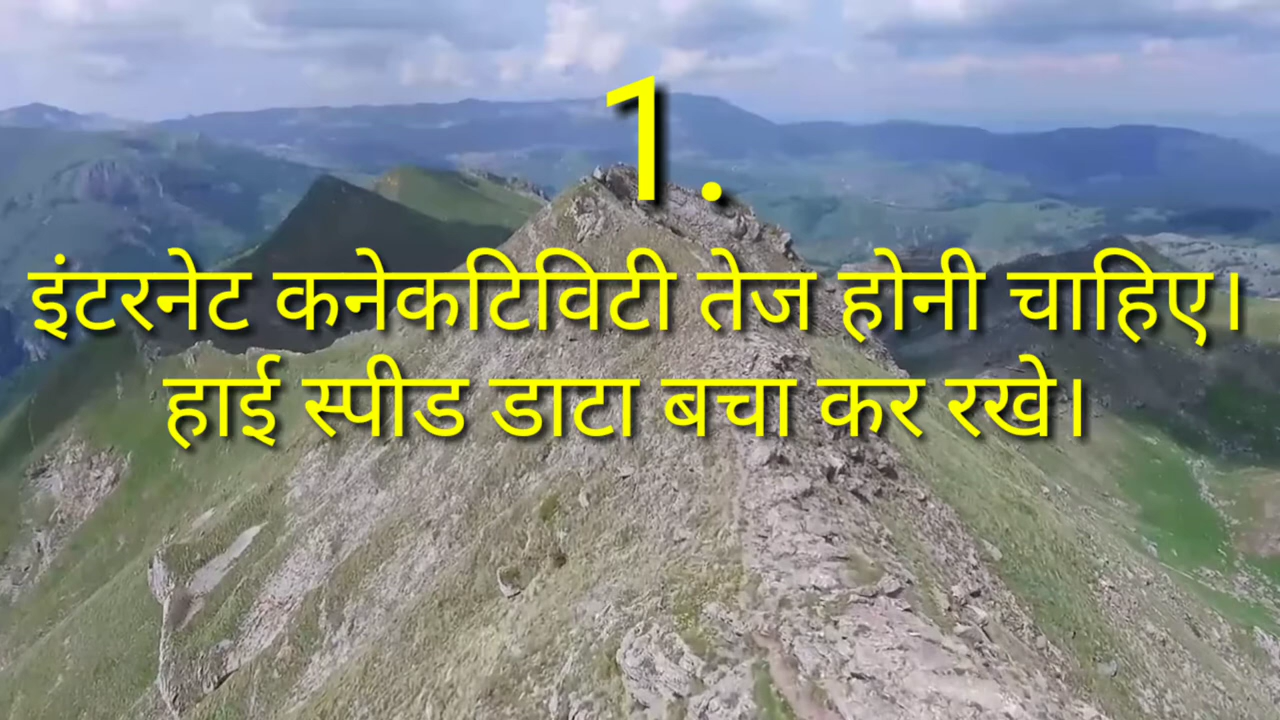 1.
इंटरनेट कनेकटिविटी तेज होनी चाहिए।
हाई स्पीड डाटा बचा कर रखे।